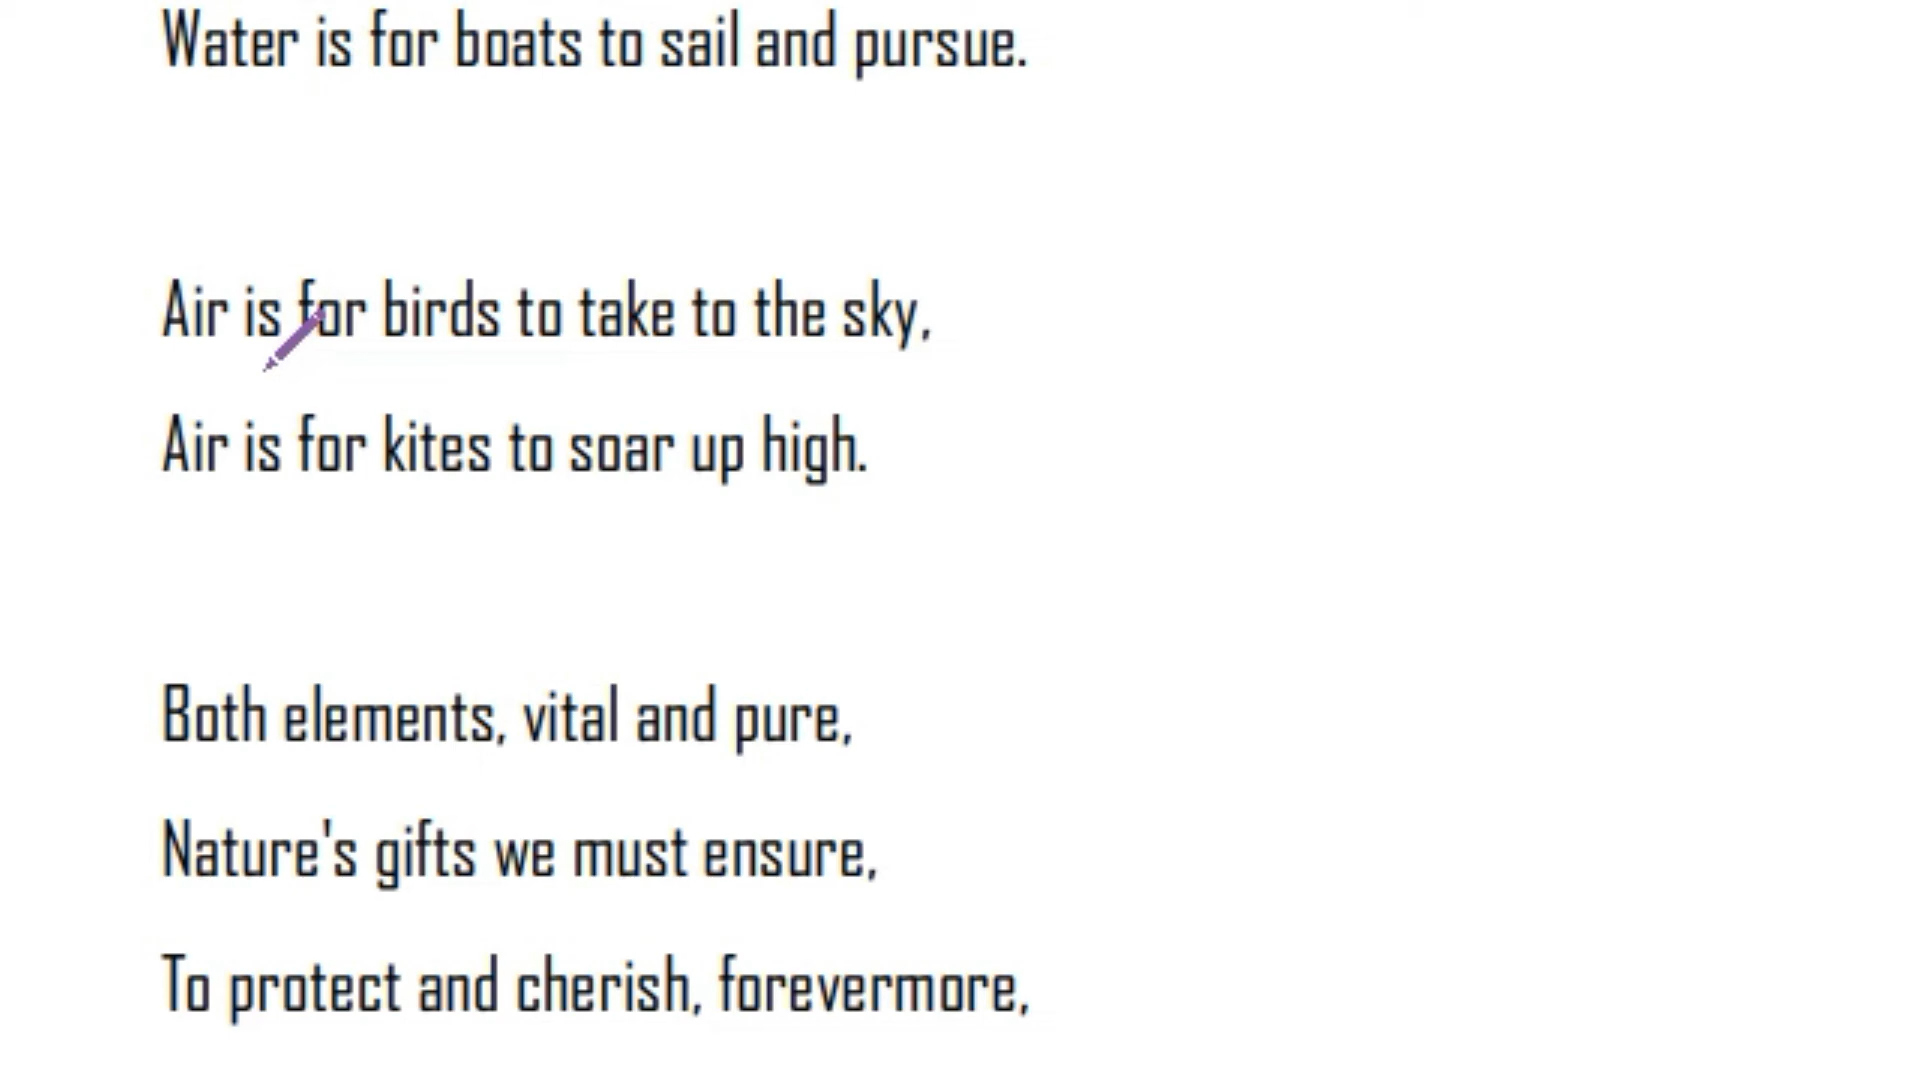 Water is for boats to sail and pursue.
Air is for birds to take to the sky,
Air is for kites to soar up high.
Both elements, vital and pure,
Nature's gifts we must ensure,
To protect and cherish, forevermore,